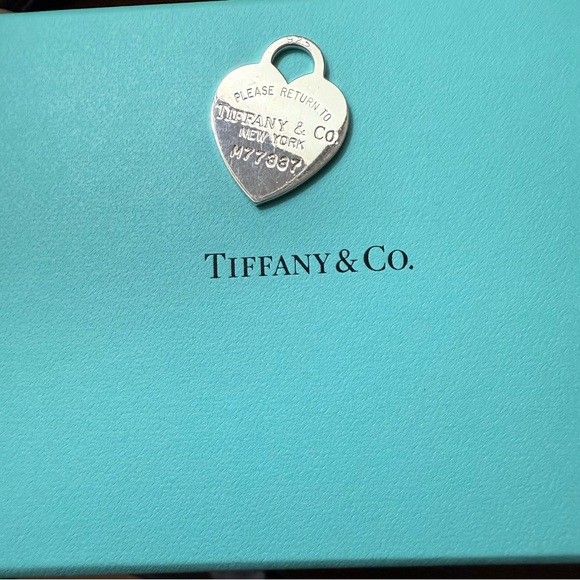 925
PLEASE RETURN TO
TIFFANY & CO.
NEW YORK
M77337
TIFFANY & CO.